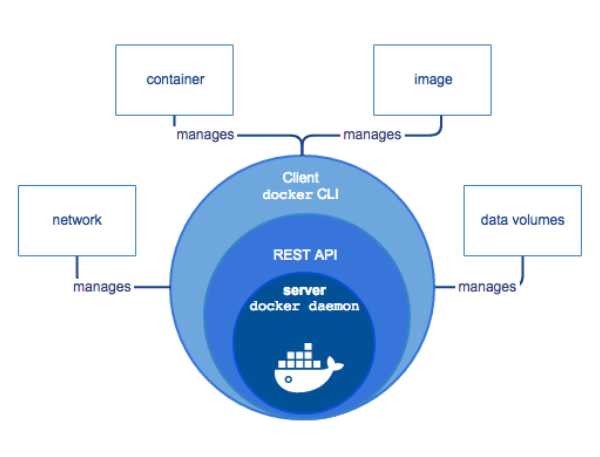 container
image
manages
manages
Client
docker CLI
network
data volumes
REST API
manages
manages
server
docker daemon